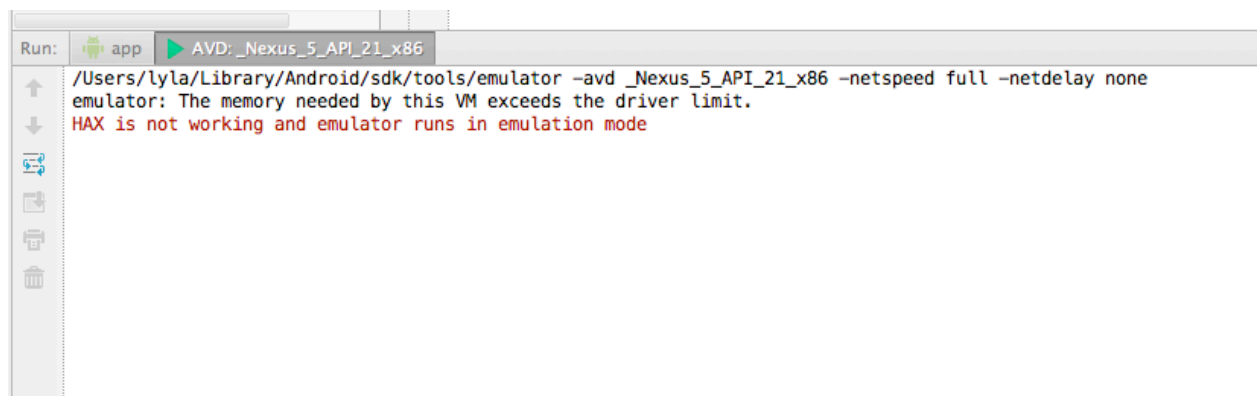 Run: app AVD: _Nexus_5_API_21_x86
/Users/lyla/Library/Android/sdk/tools/emulator -avd _Nexus_5_API_21_x86 -netspeed full -netdelay none
emulator: The memory needed by this VM exceeds the driver limit.
HAX is not working and emulator runs in emulation mode